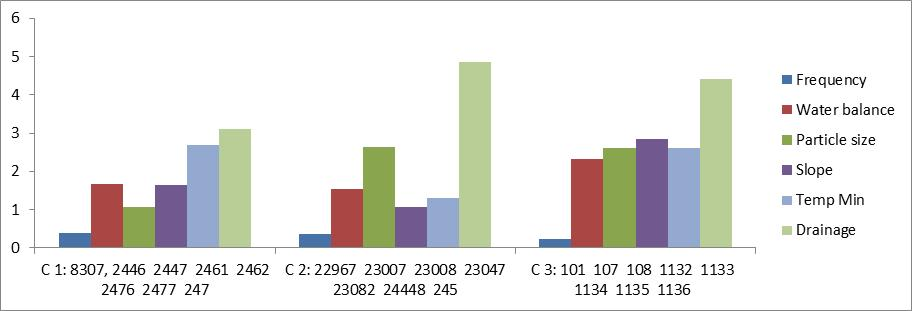 6
5
4
3
2
1
0
C 1: 8307, 2446 2447 2461 2462
2476 2477 247
C 2: 22967 23007 23008 23047
23082 24448 245
C 3: 101 107 108 1132 1133
1134 1135 1136
Frequency
Water balance
Particle size
Slope
Temp Min
Drainage